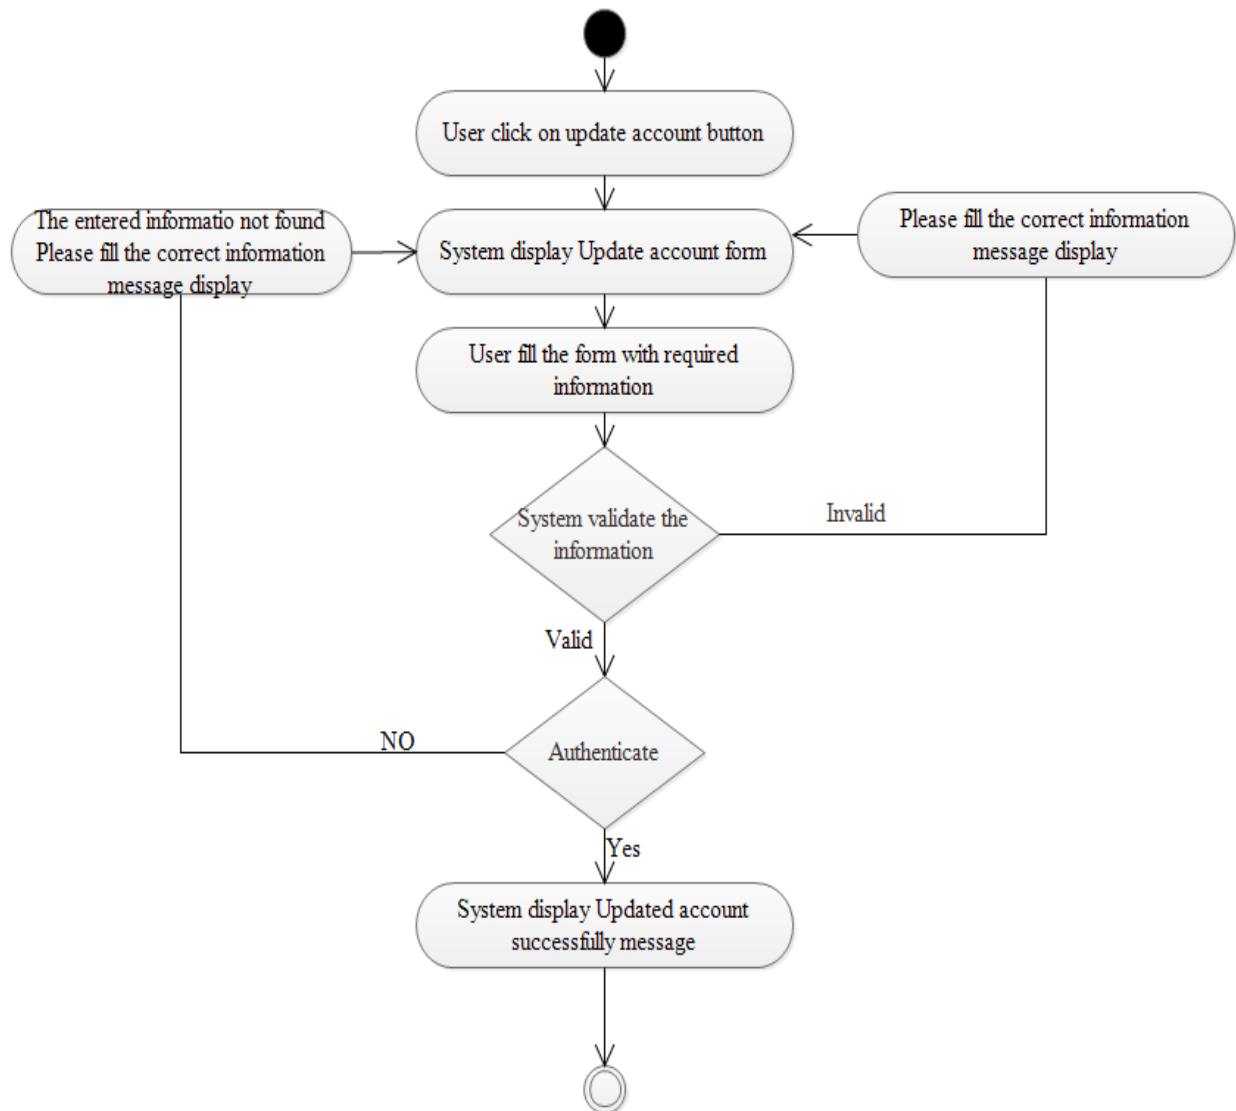 User click on update account button
The entered informatio not found
Please fill the correct information
message display
System display Update account form
Please fill the correct information
message display
User fill the form with required
information
System validate the
information
Invalid
Valid
NO
Authenticate
Yes
System display Updated account
successfully message